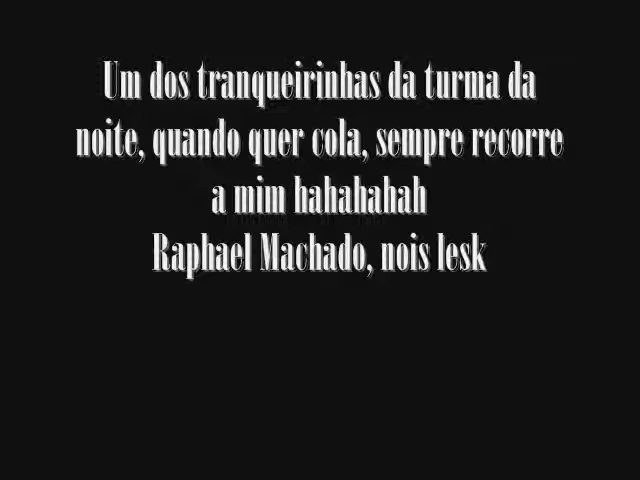 Um dos tranqueirinhas da turma da
noite, quando quer cola, sempre recorre
a mim hahahahah
Raphael Machado, nois lesk